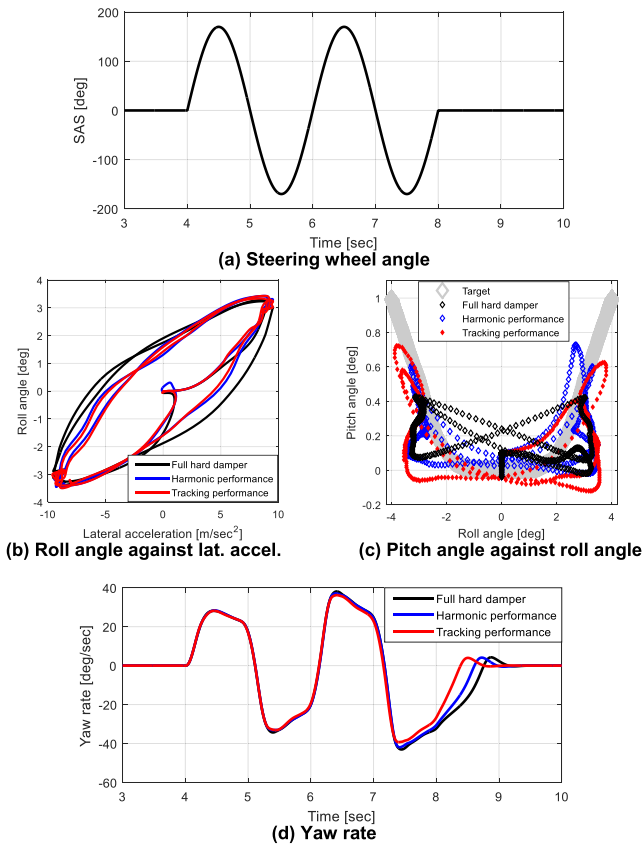 200
100
0
-100
-200
SAS [deg]
3 4 5 6 7 8 9 10
Time [sec]
(a) Steering wheel angle
4
3
2
1
0
-1
-2
-3
-4
Roll angle [deg]
Full hard damper
Harmonic performance
Tracking performance
-10 -5 0 5 10
Lateral acceleration [m/sec²]
(b) Roll angle against lat. accel.
1
0.8
0.6
0.4
0.2
0
-0.2
Pitch angle [deg]
Target
Full hard damper
Harmonic performance
Tracking performance
-4 -2 0 2 4
Roll angle [deg]
(c) Pitch angle against roll angle
40
20
0
-20
-40
-60
Yaw rate [deg/sec]
Full hard damper
Harmonic performance
Tracking performance
3 4 5 6 7 8 9 10
Time [sec]
(d) Yaw rate